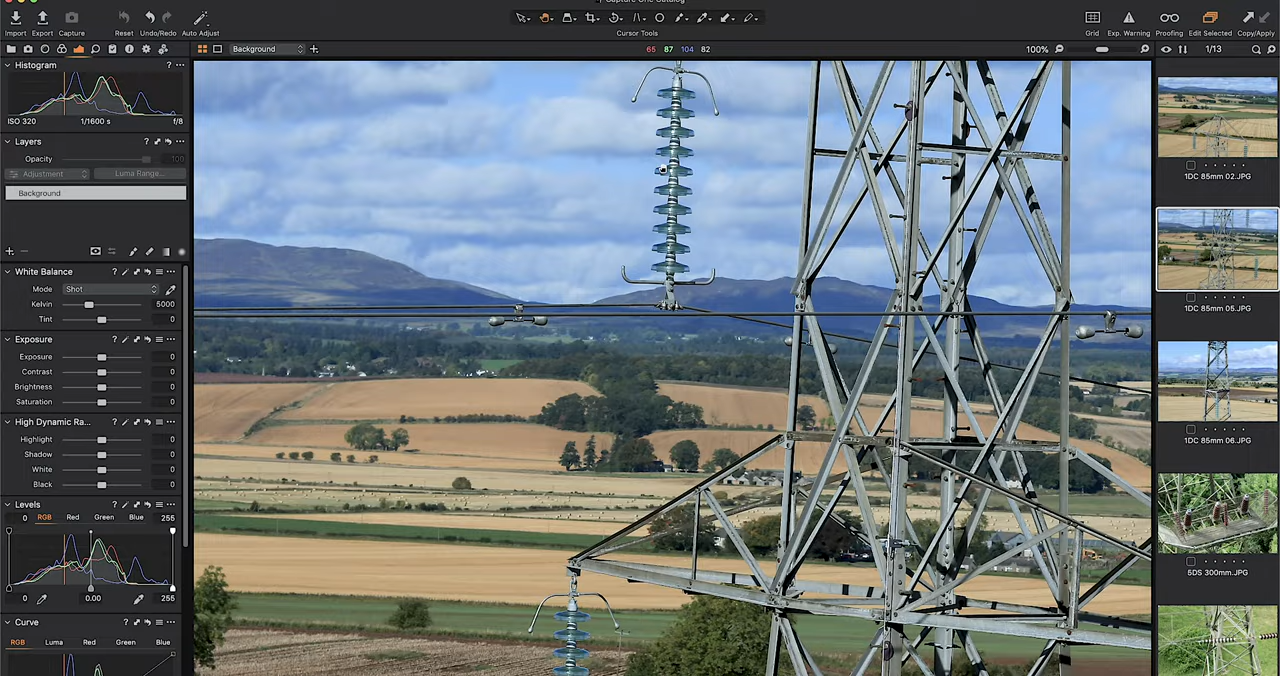 Capture One Catalog
Import Export Capture Reset Undo/Redo Auto Adjust Cursor Tools Grid Exp. Warning Proofing Edit Selected Copy/Apply
Background 65 87 104 82 100% 1/13
Histogram ?
ISO 320 1/1600 s f/8
Layers ?
Opacity 100
Adjustment Luma Range...
Background
White Balance ?
Mode Shot
Kelvin 5000
Tint 0
Exposure ?
Exposure 0
Contrast 0
Brightness 0
Saturation 0
High Dynamic Ra... ?
Highlight 0
Shadow 0
White 0
Black 0
Levels ?
0 RGB Red Green Blue 255
0 0.00 255
Curve ?
RGB Luma Red Green Blue
1DC 85mm 02.JPG
1DC 85mm 05.JPG
1DC 85mm 06.JPG
5DS 300mm.JPG